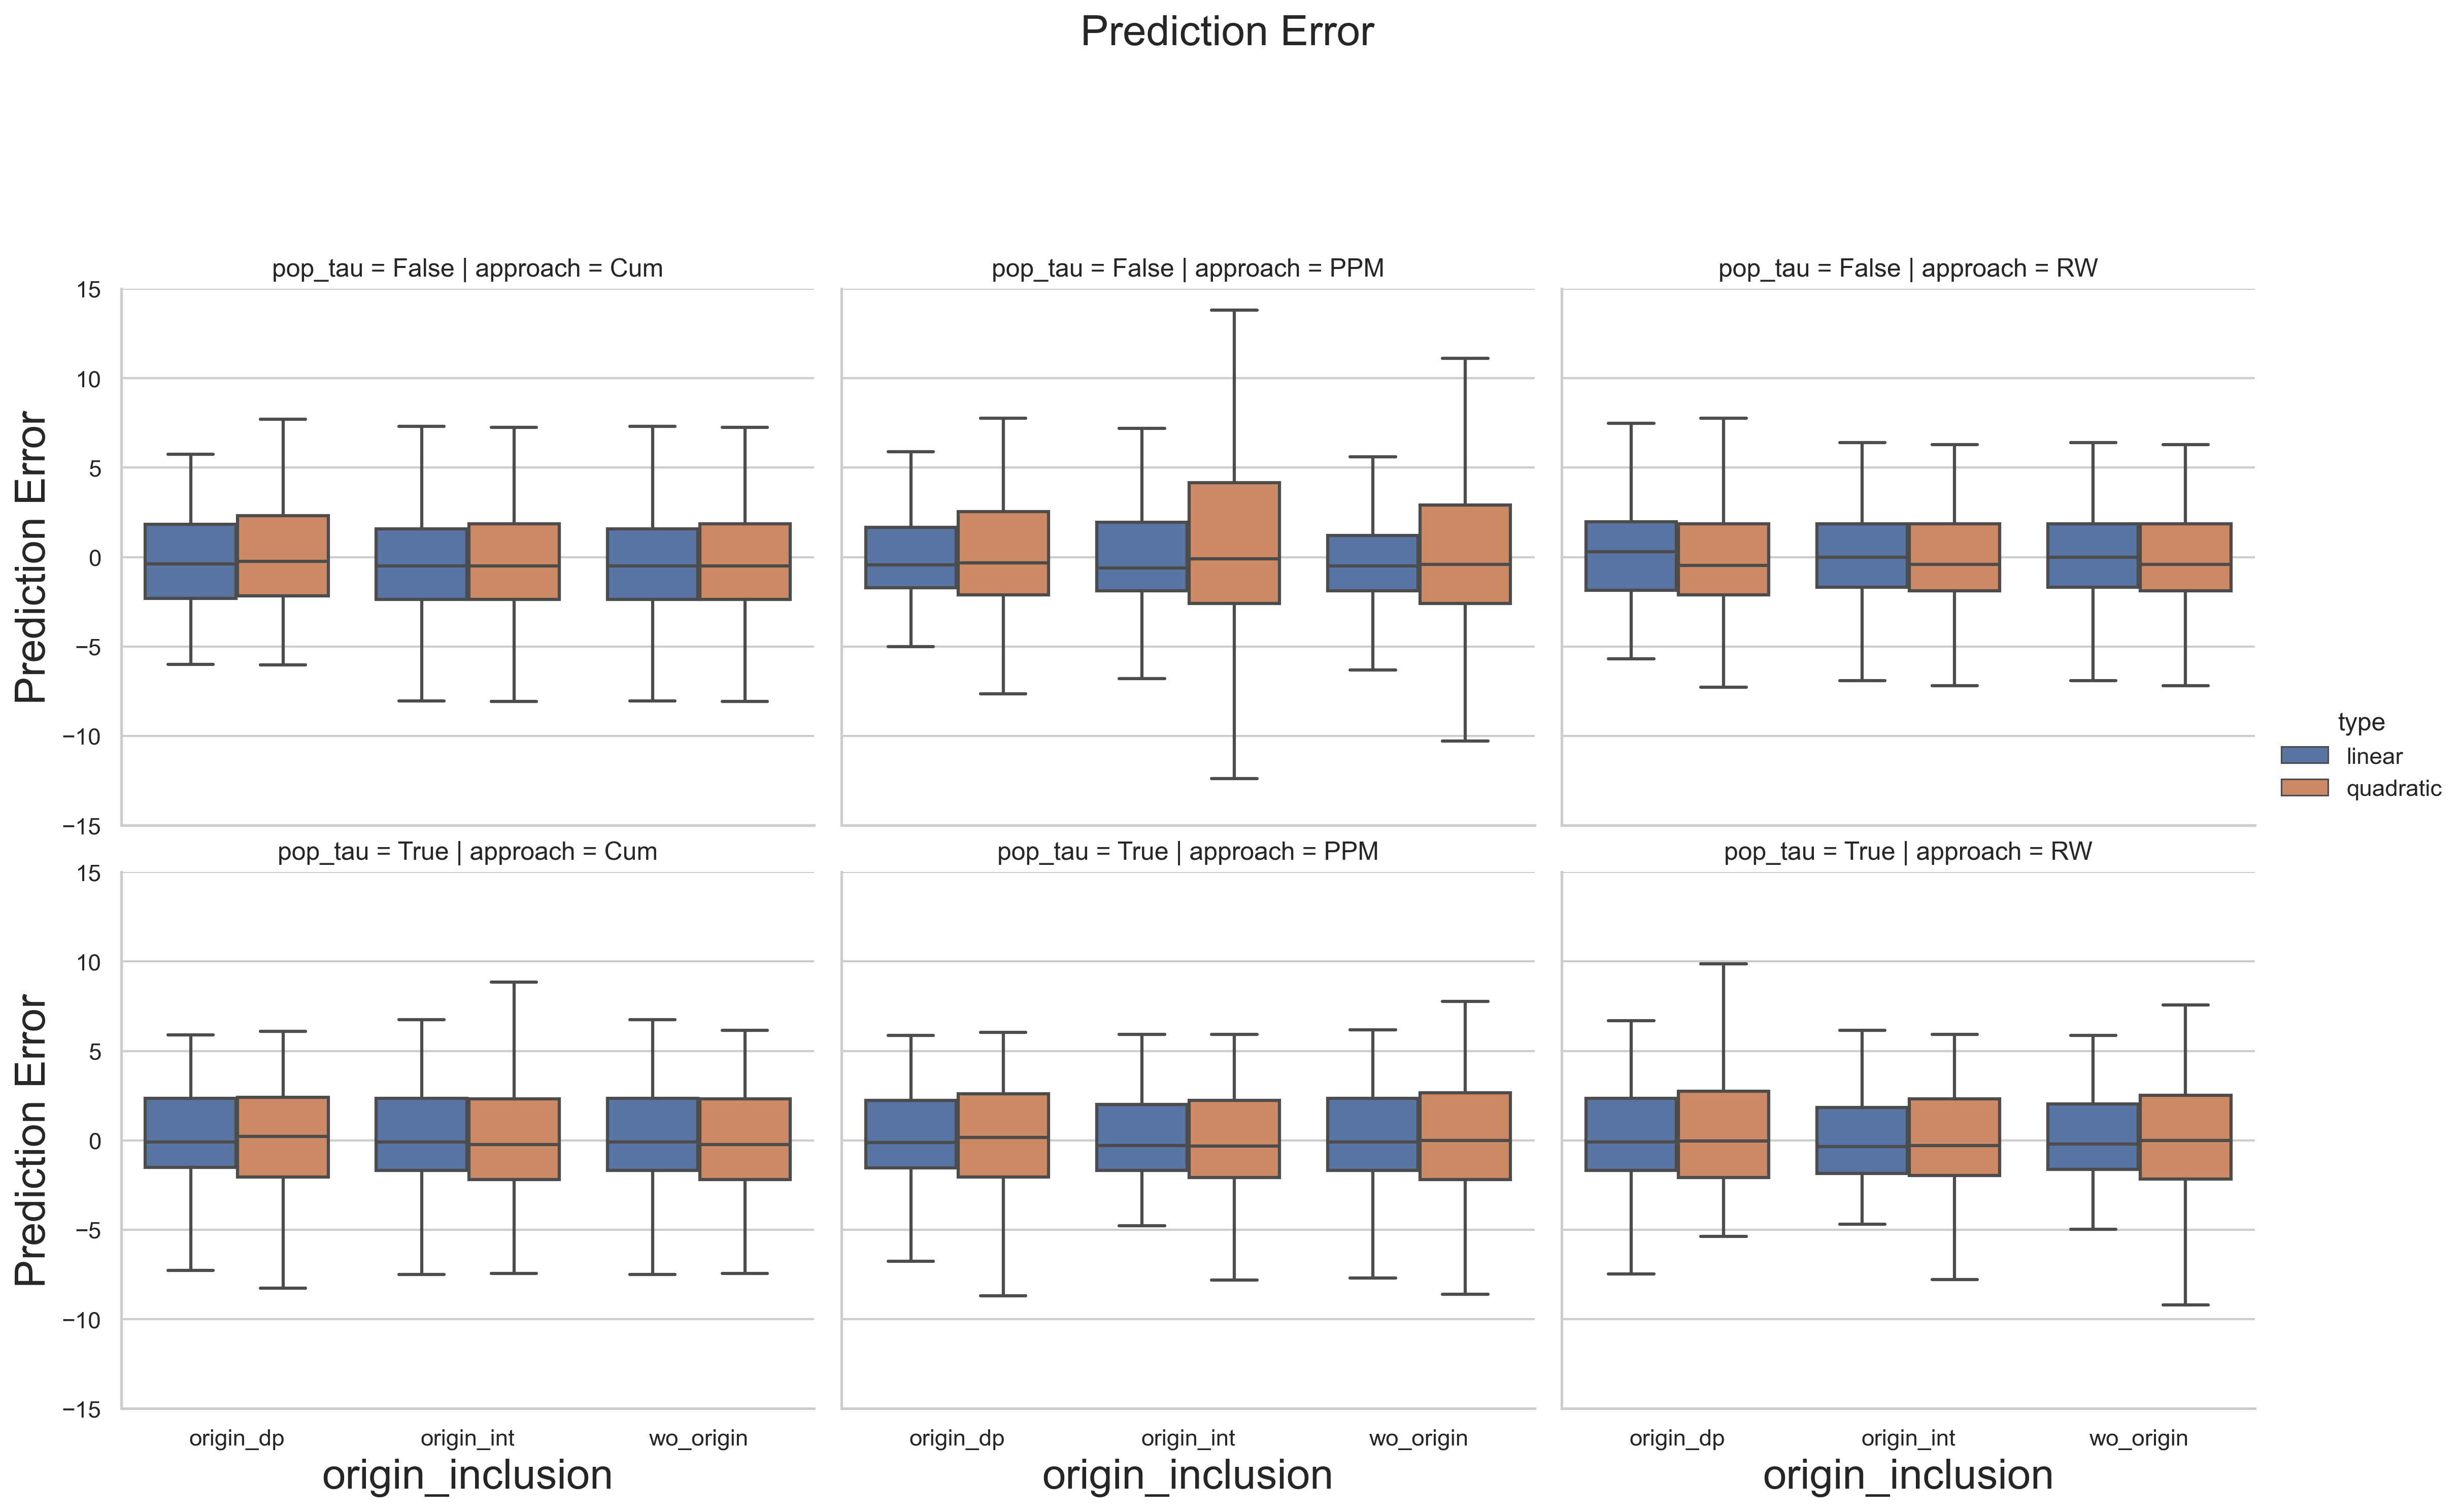 Prediction Error
pop_tau = False | approach = Cum
pop_tau = False | approach = PPM
pop_tau = False | approach = RW
Prediction Error
15
10
5
0
−5
−10
−15
type
linear
quadratic
pop_tau = True | approach = Cum
pop_tau = True | approach = PPM
pop_tau = True | approach = RW
Prediction Error
15
10
5
0
−5
−10
−15
origin_dp
origin_int
wo_origin
origin_dp
origin_int
wo_origin
origin_dp
origin_int
wo_origin
origin_inclusion
origin_inclusion
origin_inclusion